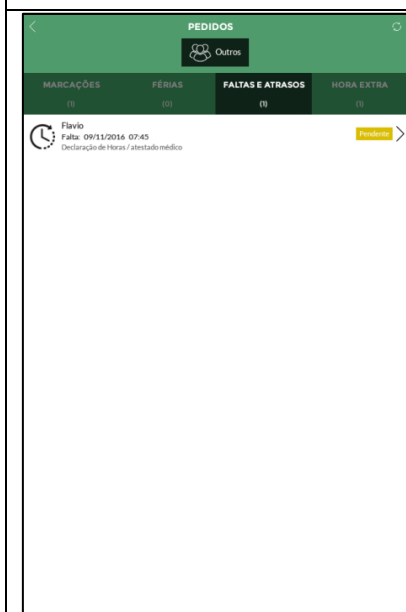 PEDIDOS
Outros
MARCAÇÕES FÉRIAS FALTAS E ATRASOS HORA EXTRA
(1) (0) (1) (1)
Flavio
Falta: 09/11/2016 07:45
Declaração de Horas / atestado médico
Pendente